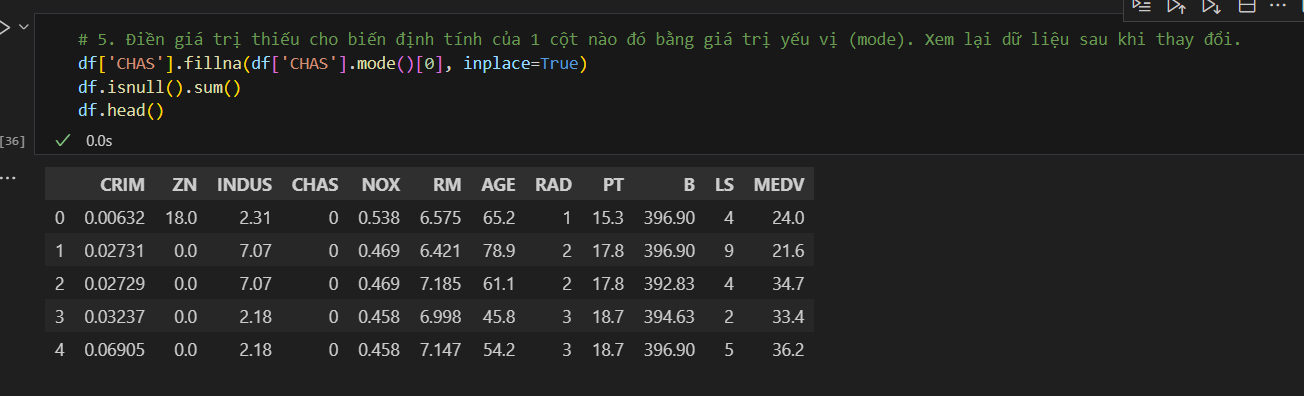 # 5. Điền giá trị thiếu cho biến định tính của 1 cột nào đó bằng giá trị yếu vị (mode). Xem lại dữ liệu sau khi thay đổi.
df['CHAS'].fillna(df['CHAS'].mode()[0], inplace=True)
df.isnull().sum()
df.head()
[36] 0.0s
CRIM ZN INDUS CHAS NOX RM AGE RAD PT B LS MEDV
0 0.00632 18.0 2.31 0 0.538 6.575 65.2 1 15.3 396.90 4 24.0
1 0.02731 0.0 7.07 0 0.469 6.421 78.9 2 17.8 396.90 9 21.6
2 0.02729 0.0 7.07 0 0.469 7.185 61.1 2 17.8 392.83 4 34.7
3 0.03237 0.0 2.18 0 0.458 6.998 45.8 3 18.7 394.63 2 33.4
4 0.06905 0.0 2.18 0 0.458 7.147 54.2 3 18.7 396.90 5 36.2